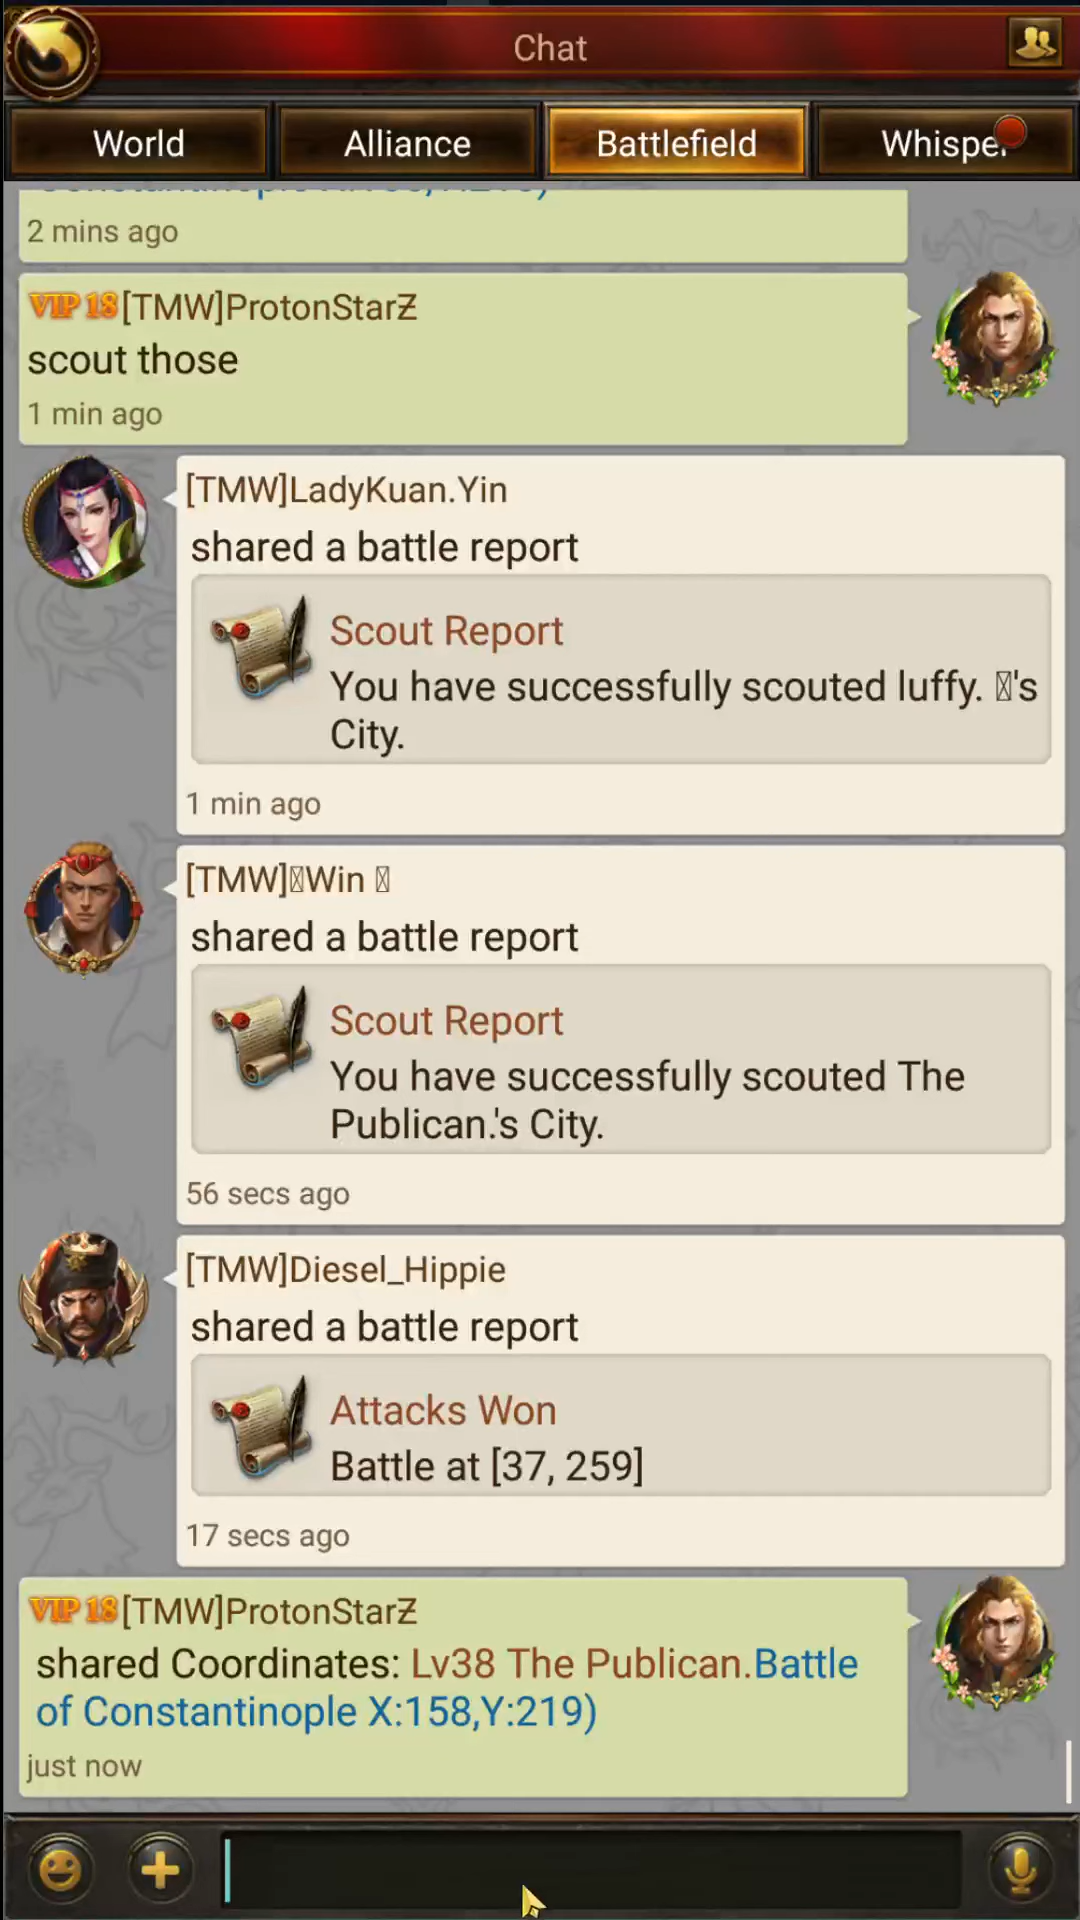 Chat
World
Alliance
Battlefield
Whisper
2 mins ago
VIP 18 [TMW]ProtonStarƵ
scout those
1 min ago
[TMW]LadyKuan.Yin
shared a battle report
Scout Report
You have successfully scouted luffy. 's
City.
1 min ago
[TMW]Win
shared a battle report
Scout Report
You have successfully scouted The
Publican.'s City.
56 secs ago
[TMW]Diesel_Hippie
shared a battle report
Attacks Won
Battle at [37, 259]
17 secs ago
VIP 18 [TMW]ProtonStarƵ
shared Coordinates: Lv38 The Publican.Battle
of Constantinople X:158,Y:219)
just now